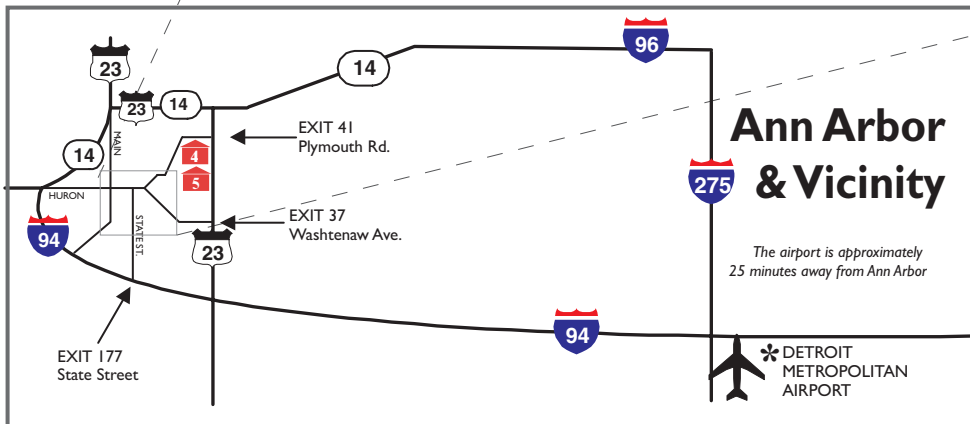 96
23
14
23
14
EXIT 41
Plymouth Rd.
Ann Arbor
& Vicinity
MAIN
14
4
5
275
HURON
STATE ST.
EXIT 37
Washtenaw Ave.
94
23
The airport is approximately
25 minutes away from Ann Arbor
94
EXIT 177
State Street
* DETROIT
METROPOLITAN
AIRPORT